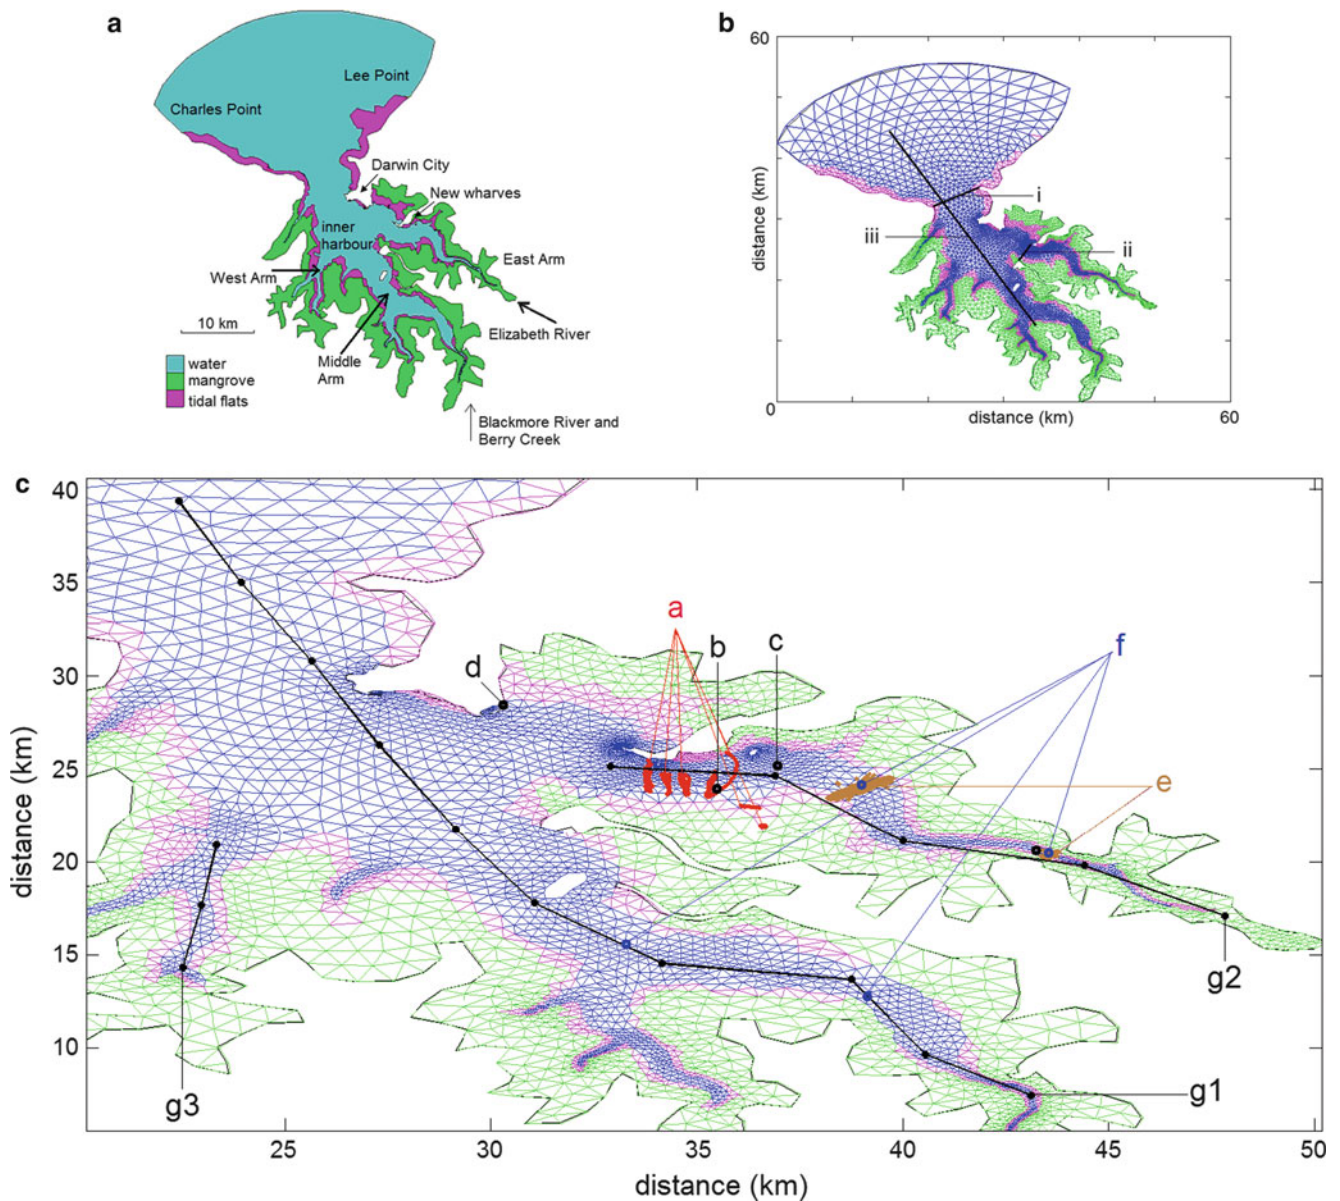 a
Lee Point
Charles Point
Darwin City
New wharves
inner
harbour
West Arm
East Arm
10 km
Elizabeth River
Middle
Arm
water
mangrove
tidal flats
Blackmore River and
Berry Creek
b
60
distance (km)
i
iii
ii
0
distance (km)
60
c
40
35
30
25
20
15
10
distance (km)
35
40
a
b
c
d
f
e
g2
g1
g3
25
30
35
40
45
50
distance (km)